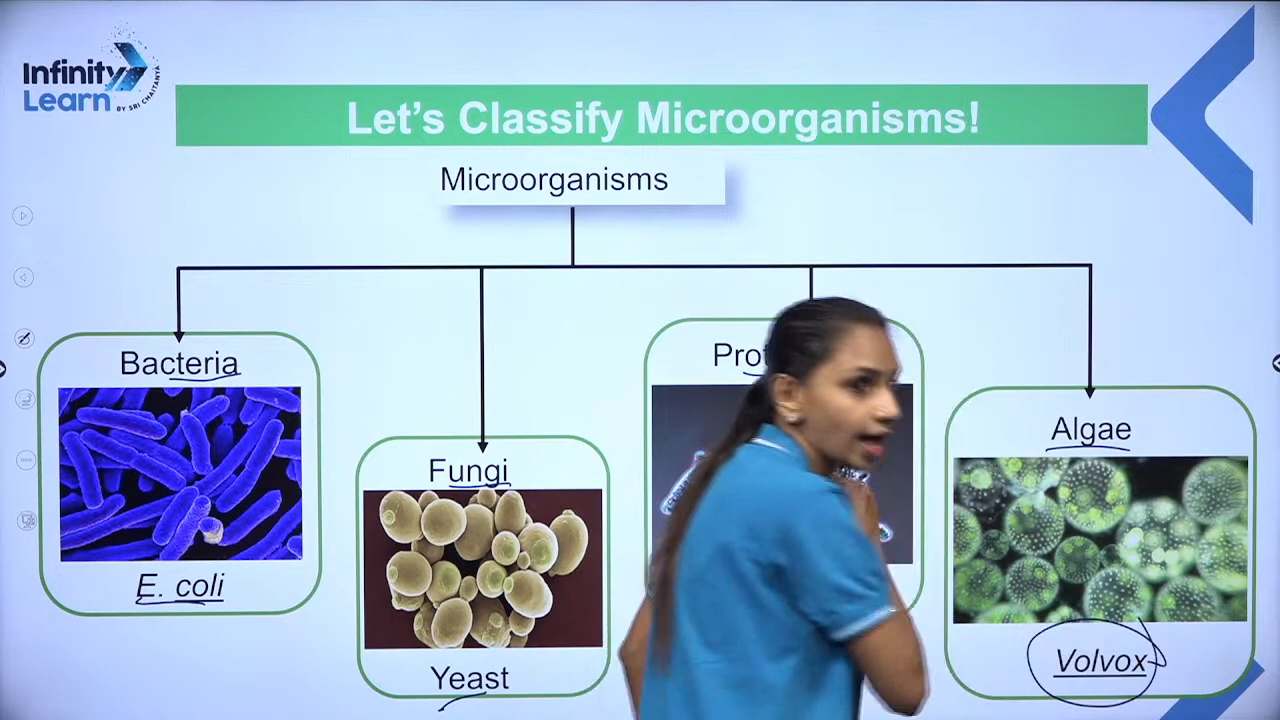 Infinity
Learn
BY SRI CHAITANYA
Let's Classify Microorganisms!
Microorganisms
Bacteria
E. coli
Fungi
Yeast
Algae
Volvox